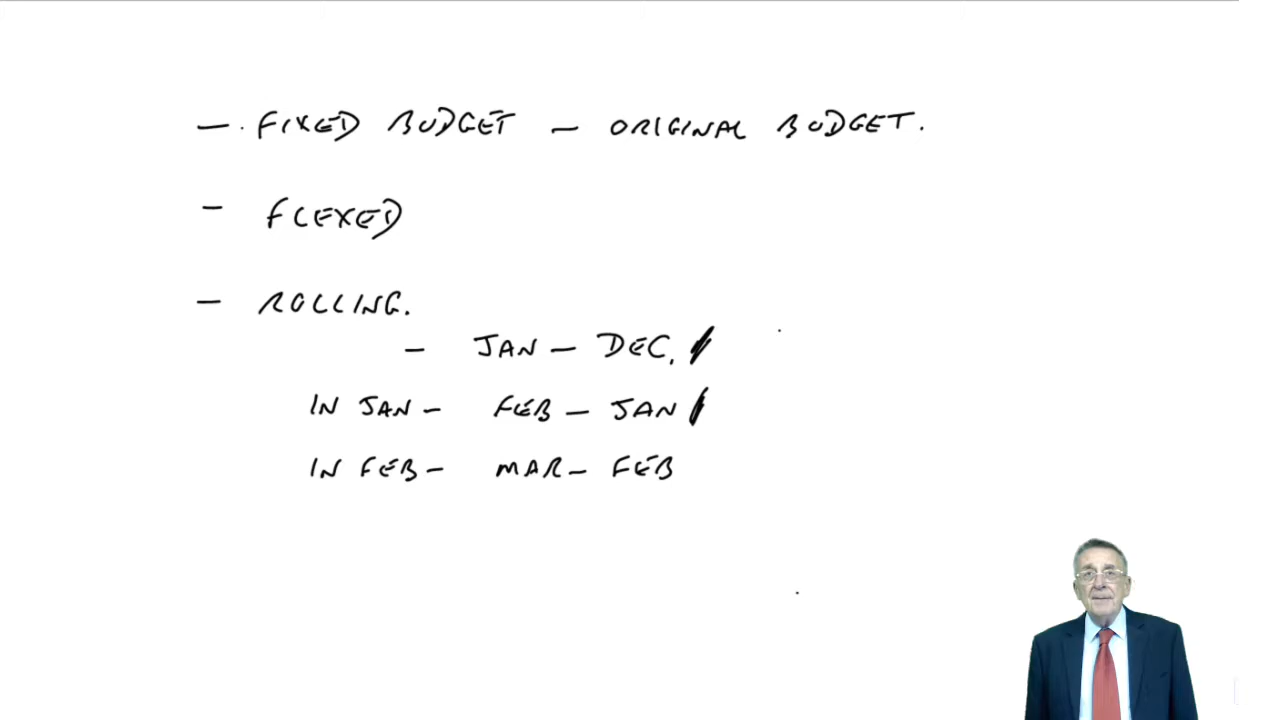 - FIXED BUDGET - ORIGINAL BUDGET.
- FLEXED
- ROLLING.
- JAN - DEC.
IN JAN - FEB - JAN
IN FEB - MAR - FEB